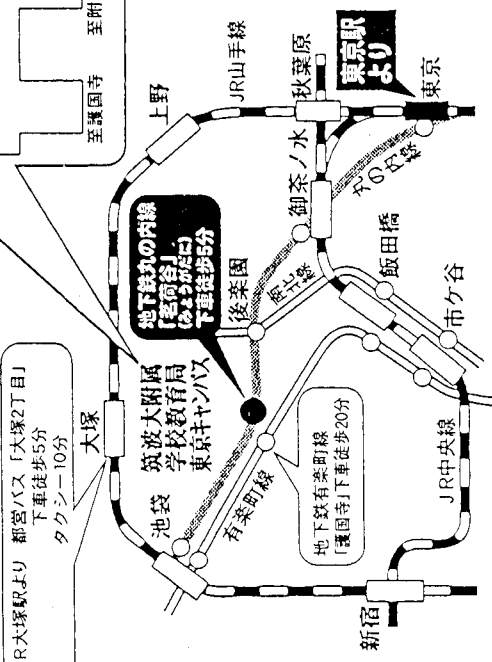 R大塚駅より 都営バス「大塚2丁目」
下車徒歩5分
タクシー10分
至護国寺
至附
大塚
上野
JR山手線
秋葉原
東京駅
より
東京
池袋
筑波大附属
学校教育局
東京キャンパス
地下鉄丸の内線
「茗荷谷」
(みょうがだに)
下車徒歩5分
後楽園
御茶ノ水
丸の内線
南北線
飯田橋
市ケ谷
有楽町線
地下鉄有楽町線
「護国寺」下車徒歩20分
JR中央線
新宿